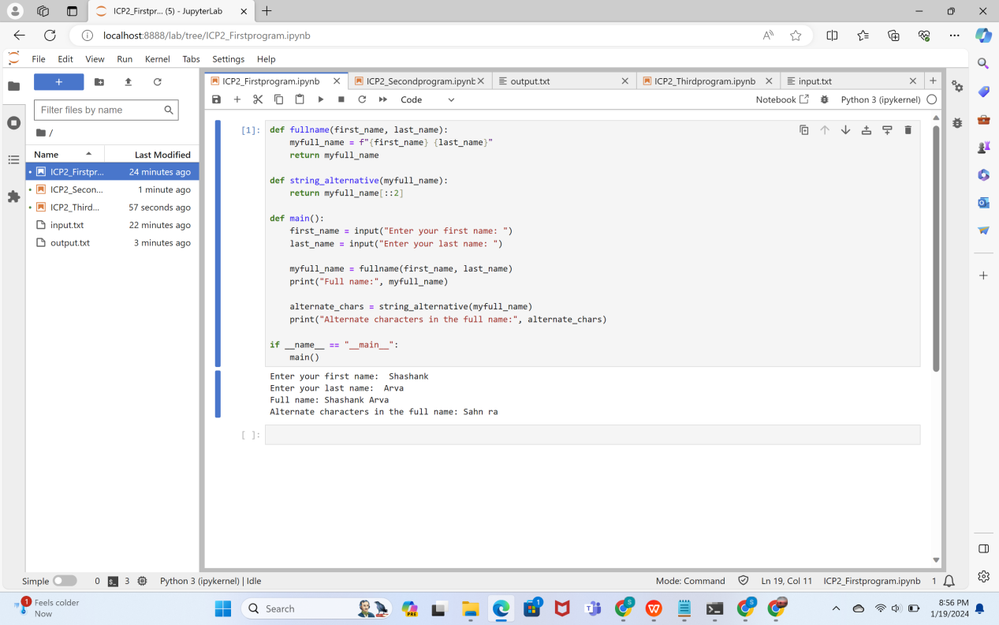 ICP2_Firstpr... (5) - JupyterLab
localhost:8888/lab/tree/ICP2_Firstprogram.ipynb
File Edit View Run Kernel Tabs Settings Help
Filter files by name
/
Name Last Modified
ICP2_Firstpr... 24 minutes ago
ICP2_Secon... 1 minute ago
ICP2_Third... 57 seconds ago
input.txt 22 minutes ago
output.txt 3 minutes ago
ICP2_Firstprogram.ipynb ICP2_Secondprogram.ipynb output.txt ICP2_Thirdprogram.ipynb input.txt
Code Notebook Python 3 (ipykernel)
[1]: def fullname(first_name, last_name):
    myfull_name = f"{first_name} {last_name}"
    return myfull_name
def string_alternative(myfull_name):
    return myfull_name[::2]
def main():
    first_name = input("Enter your first name: ")
    last_name = input("Enter your last name: ")
    myfull_name = fullname(first_name, last_name)
    print("Full name:", myfull_name)
    alternate_chars = string_alternative(myfull_name)
    print("Alternate characters in the full name:", alternate_chars)
if __name__ == "__main__":
    main()
Enter your first name:  Shashank
Enter your last name:  Arva
Full name: Shashank Arva
Alternate characters in the full name: Sahn ra
[ ]:
Simple 0 3 Python 3 (ipykernel) | Idle Mode: Command Ln 19, Col 11 ICP2_Firstprogram.ipynb 1
1 Feels colder
Now
Search
PRE
1
S
S
8:56 PM
1/19/2024